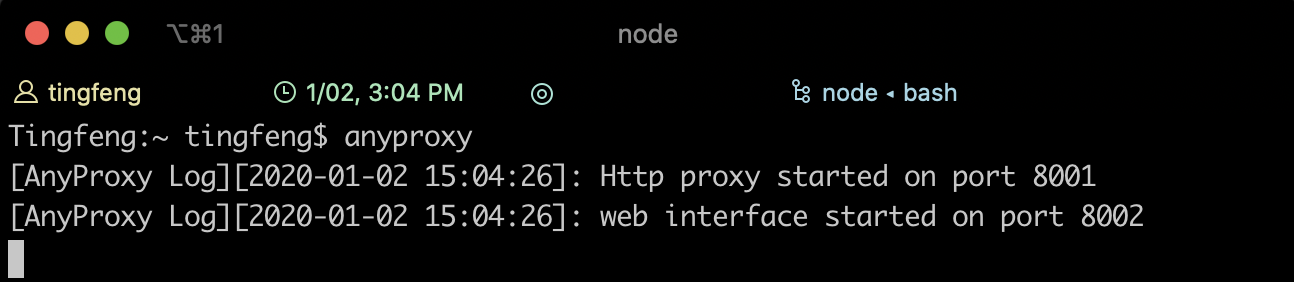 ⌥⌘1 node
tingfeng 1/02, 3:04 PM node ◂ bash
Tingfeng:~ tingfeng$ anyproxy
[AnyProxy Log][2020-01-02 15:04:26]: Http proxy started on port 8001
[AnyProxy Log][2020-01-02 15:04:26]: web interface started on port 8002